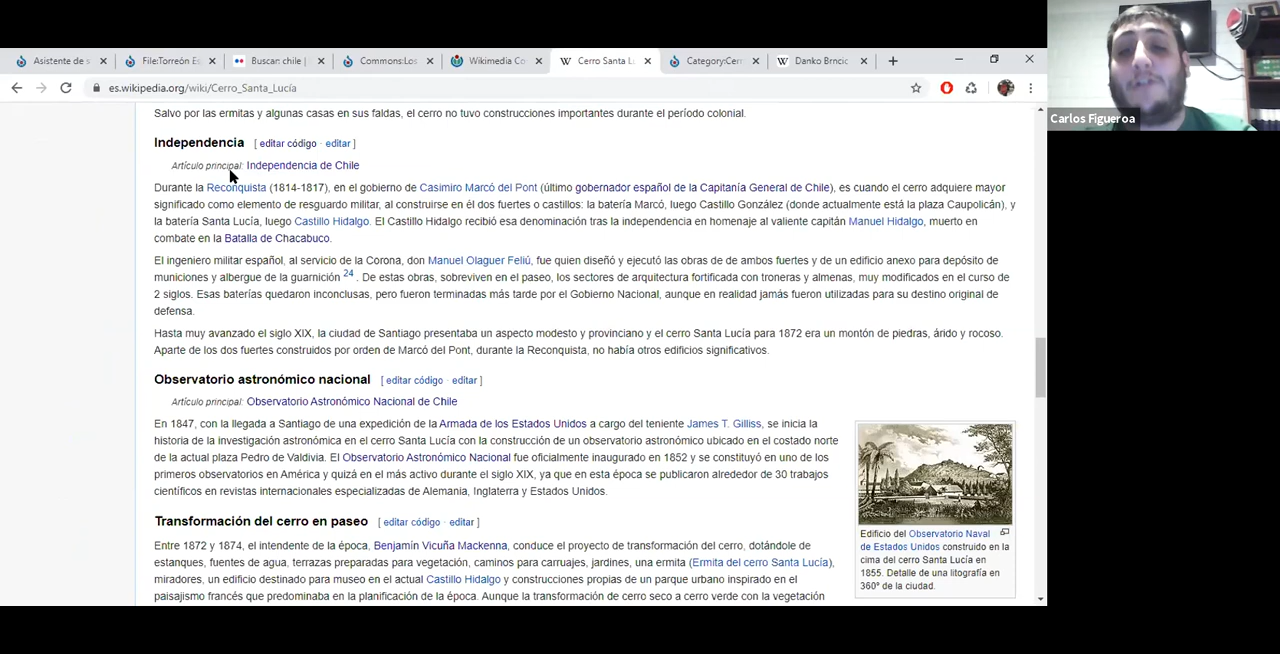 Asistente de s
File:Torreón Es
Buscar: chile |
Commons:Los
Wikimedia Co
Cerro Santa L
Category:Cerr
Danko Brncic
es.wikipedia.org/wiki/Cerro_Santa_Lucía
Carlos Figueroa
Salvo por las ermitas y algunas casas en sus faldas, el cerro no tuvo construcciones importantes durante el período colonial.
Independencia [ editar código · editar ]
Artículo principal: Independencia de Chile
Durante la Reconquista (1814-1817), en el gobierno de Casimiro Marcó del Pont (último gobernador español de la Capitanía General de Chile), es cuando el cerro adquiere mayor
significado como elemento de resguardo militar, al construirse en él dos fuertes o castillos: la batería Marcó, luego Castillo González (donde actualmente está la plaza Caupolicán), y
la batería Santa Lucía, luego Castillo Hidalgo. El Castillo Hidalgo recibió esa denominación tras la independencia en homenaje al valiente capitán Manuel Hidalgo, muerto en
combate en la Batalla de Chacabuco.
El ingeniero militar español, al servicio de la Corona, don Manuel Olaguer Feliú, fue quien diseñó y ejecutó las obras de de ambos fuertes y de un edificio anexo para depósito de
municiones y albergue de la guarnición 24 . De estas obras, sobreviven en el paseo, los sectores de arquitectura fortificada con troneras y almenas, muy modificados en el curso de
2 siglos. Esas baterías quedaron inconclusas, pero fueron terminadas más tarde por el Gobierno Nacional, aunque en realidad jamás fueron utilizadas para su destino original de
defensa.
Hasta muy avanzado el siglo XIX, la ciudad de Santiago presentaba un aspecto modesto y provinciano y el cerro Santa Lucía para 1872 era un montón de piedras, árido y rocoso.
Aparte de los dos fuertes construidos por orden de Marcó del Pont, durante la Reconquista, no había otros edificios significativos.
Observatorio astronómico nacional [ editar código · editar ]
Artículo principal: Observatorio Astronómico Nacional de Chile
En 1847, con la llegada a Santiago de una expedición de la Armada de los Estados Unidos a cargo del teniente James T. Gilliss, se inicia la
historia de la investigación astronómica en el cerro Santa Lucía con la construcción de un observatorio astronómico ubicado en el costado norte
de la actual plaza Pedro de Valdivia. El Observatorio Astronómico Nacional fue oficialmente inaugurado en 1852 y se constituyó en uno de los
primeros observatorios en América y quizá en el más activo durante el siglo XIX, ya que en esta época se publicaron alrededor de 30 trabajos
científicos en revistas internacionales especializadas de Alemania, Inglaterra y Estados Unidos.
Edificio del Observatorio Naval
de Estados Unidos construido en la
cima del cerro Santa Lucía en
1855. Detalle de una litografía en
360º de la ciudad.
Transformación del cerro en paseo [ editar código · editar ]
Entre 1872 y 1874, el intendente de la época, Benjamín Vicuña Mackenna, conduce el proyecto de transformación del cerro, dotándole de
estanques, fuentes de agua, terrazas preparadas para vegetación, caminos para carruajes, jardines, una ermita (Ermita del cerro Santa Lucía),
miradores, un edificio destinado para museo en el actual Castillo Hidalgo y construcciones propias de un parque urbano inspirado en el
paisajismo francés que predominaba en la planificación de la época. Aunque la transformación de cerro seco a cerro verde con la vegetación